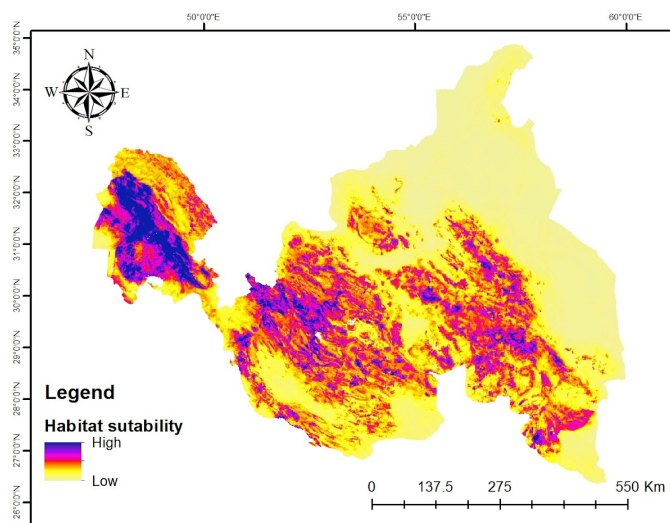 50°0'0"E 55°0'0"E 60°0'0"E
35°0'0"N
34°0'0"N
33°0'0"N
32°0'0"N
31°0'0"N
30°0'0"N
29°0'0"N
28°0'0"N
27°0'0"N
26°0'0"N
N
W E
S
Legend
Habitat sutability
High
Low
0 137.5 275 550 Km